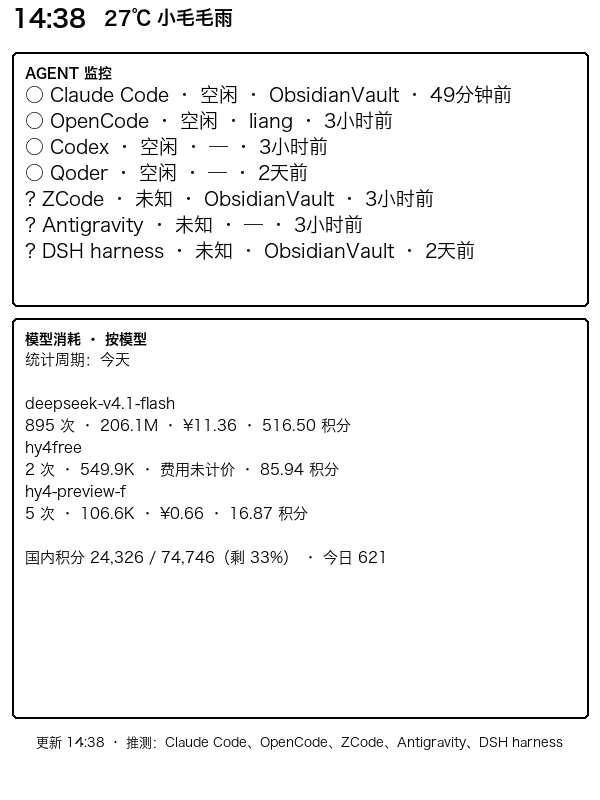 14:38 27℃ 小毛毛雨
AGENT 监控
○ Claude Code · 空闲 · ObsidianVault · 49分钟前
○ OpenCode · 空闲 · liang · 3小时前
○ Codex · 空闲 · — · 3小时前
○ Qoder · 空闲 · — · 2天前
? ZCode · 未知 · ObsidianVault · 3小时前
? Antigravity · 未知 · — · 3小时前
? DSH harness · 未知 · ObsidianVault · 2天前
模型消耗 · 按模型
统计周期：今天
deepseek-v4.1-flash
895 次 · 206.1M · ¥11.36 · 516.50 积分
hy4free
2 次 · 549.9K · 费用未计价 · 85.94 积分
hy4-preview-f
5 次 · 106.6K · ¥0.66 · 16.87 积分
国内积分 24,326 / 74,746（剩 33%） · 今日 621
更新 14:38 · 推测：Claude Code、OpenCode、ZCode、Antigravity、DSH harness